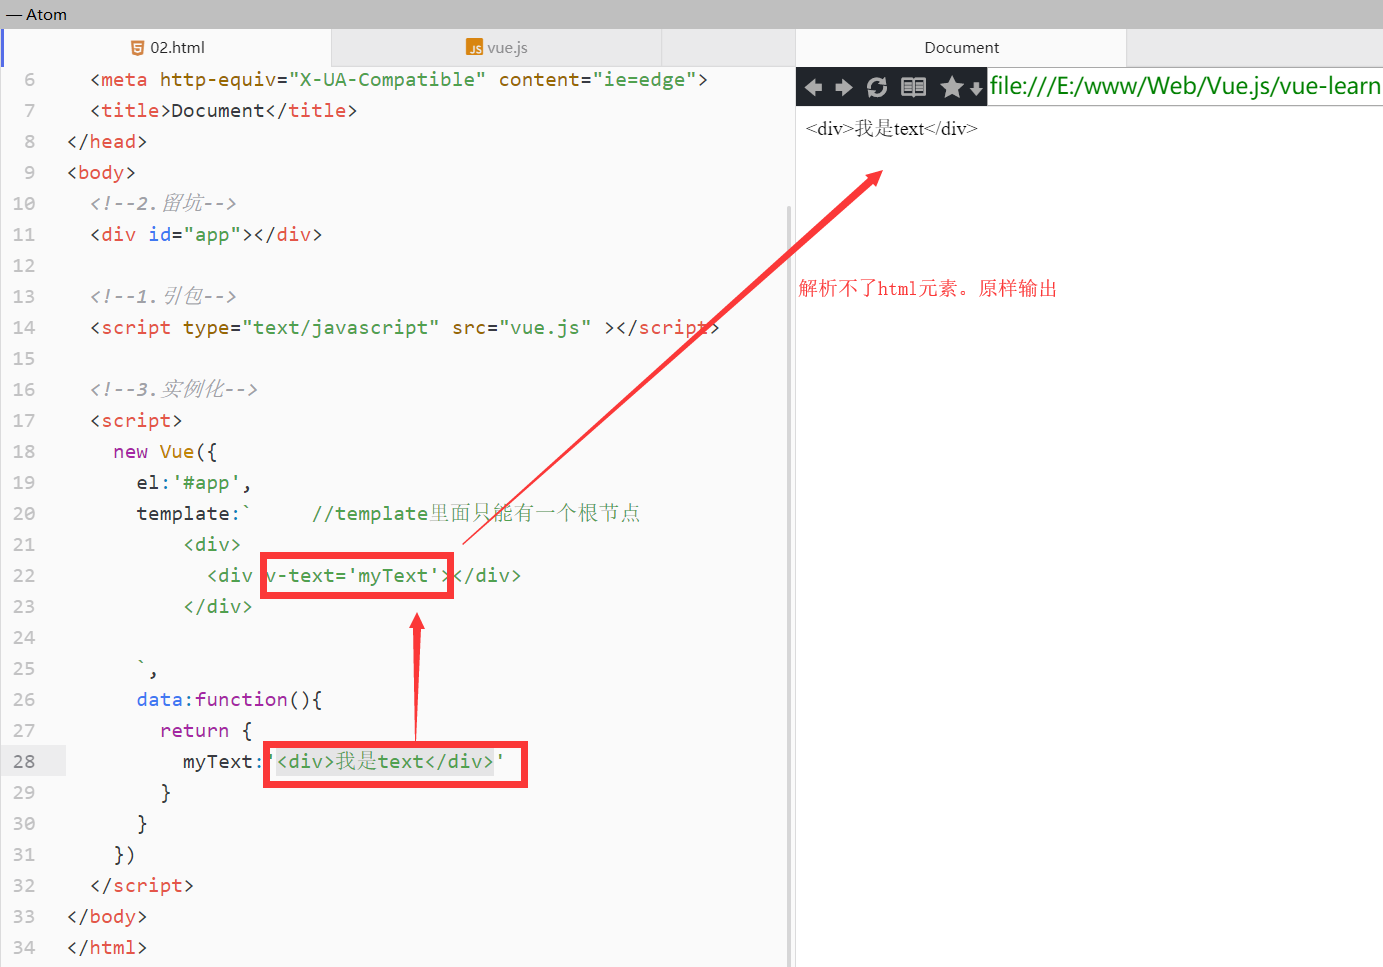 — Atom
02.html
vue.js
Document
6 <meta http-equiv="X-UA-Compatible" content="ie=edge">
7 <title>Document</title>
8 </head>
9 <body>
10 <!--2.留坑-->
11 <div id="app"></div>
12
13 <!--1.引包-->
14 <script type="text/javascript" src="vue.js" ></script>
15
16 <!--3.实例化-->
17 <script>
18 new Vue({
19 el:'#app',
20 template:` //template里面只能有一个根节点
21 <div>
22 <div v-text='myText'></div>
23 </div>
24
25 `,
26 data:function(){
27 return {
28 myText:'<div>我是text</div>'
29 }
30 }
31 })
32 </script>
33 </body>
34 </html>
file:///E:/www/Web/Vue.js/vue-learn
<div>我是text</div>
解析不了html元素。原样输出